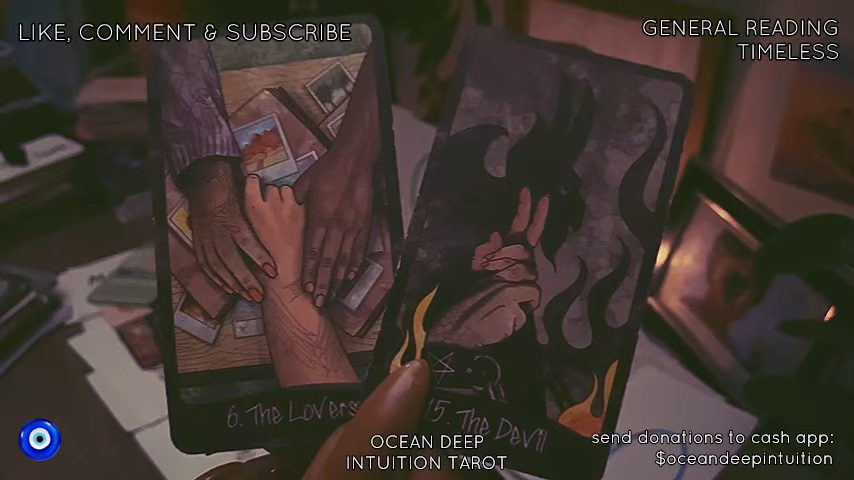 LIKE, COMMENT & SUBSCRIBE
GENERAL READING
TIMELESS
6. The Lovers
15. The Devil
OCEAN DEEP
INTUITION TAROT
send donations to cash app:
$oceandeepintuition